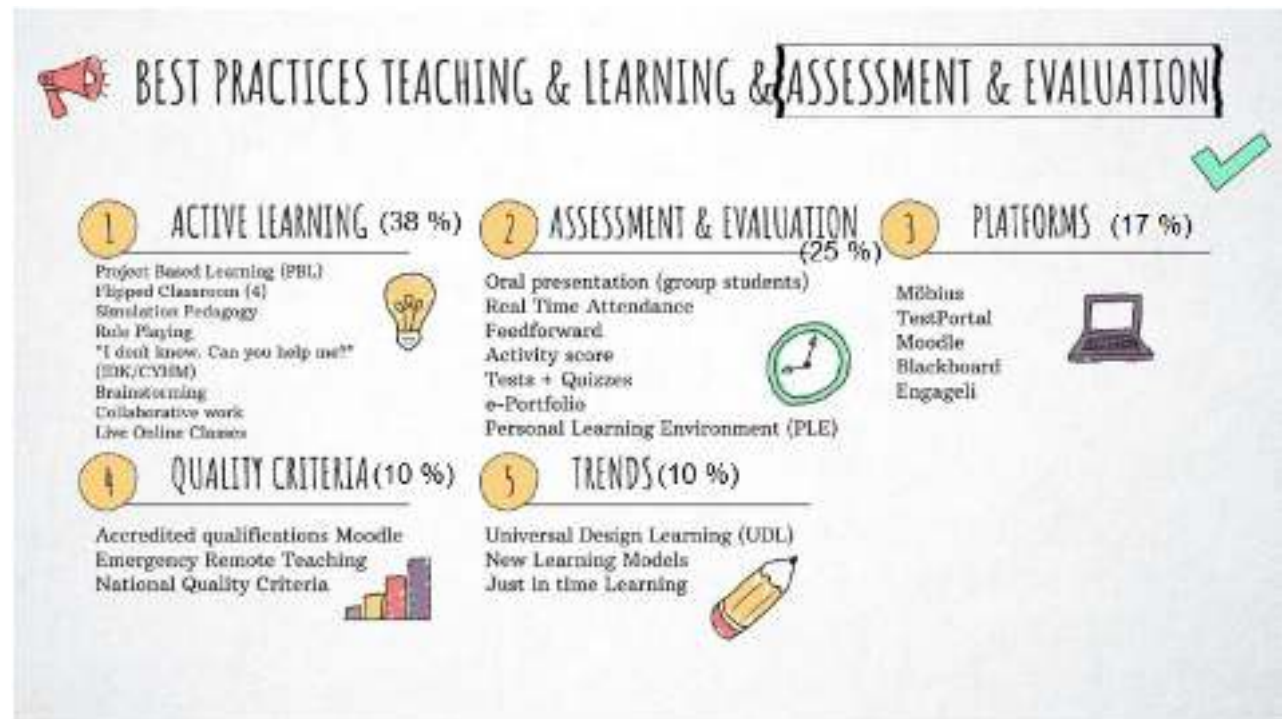 BEST PRACTICES TEACHING & LEARNING & ASSESSMENT & EVALUATION
1 ACTIVE LEARNING (38 %)
Project Based Learning (PBL)
Flipped Classroom (4)
Simulation Pedagogy
Role Playing
"I don't know. Can you help me?"
(IDK/CYHM)
Brainstorming
Collaborative work
Live Online Classes
2 ASSESSMENT & EVALUATION
(25 %)
Oral presentation (group students)
Real Time Attendance
Feedforward
Activity score
Tests + Quizzes
e-Portfolio
Personal Learning Environment (PLE)
3 PLATFORMS (17 %)
Möbius
TestPortal
Moodle
Blackboard
Engageli
4 QUALITY CRITERIA (10 %)
Accredited qualifications Moodle
Emergency Remote Teaching
National Quality Criteria
5 TRENDS (10 %)
Universal Design Learning (UDL)
New Learning Models
Just in time Learning